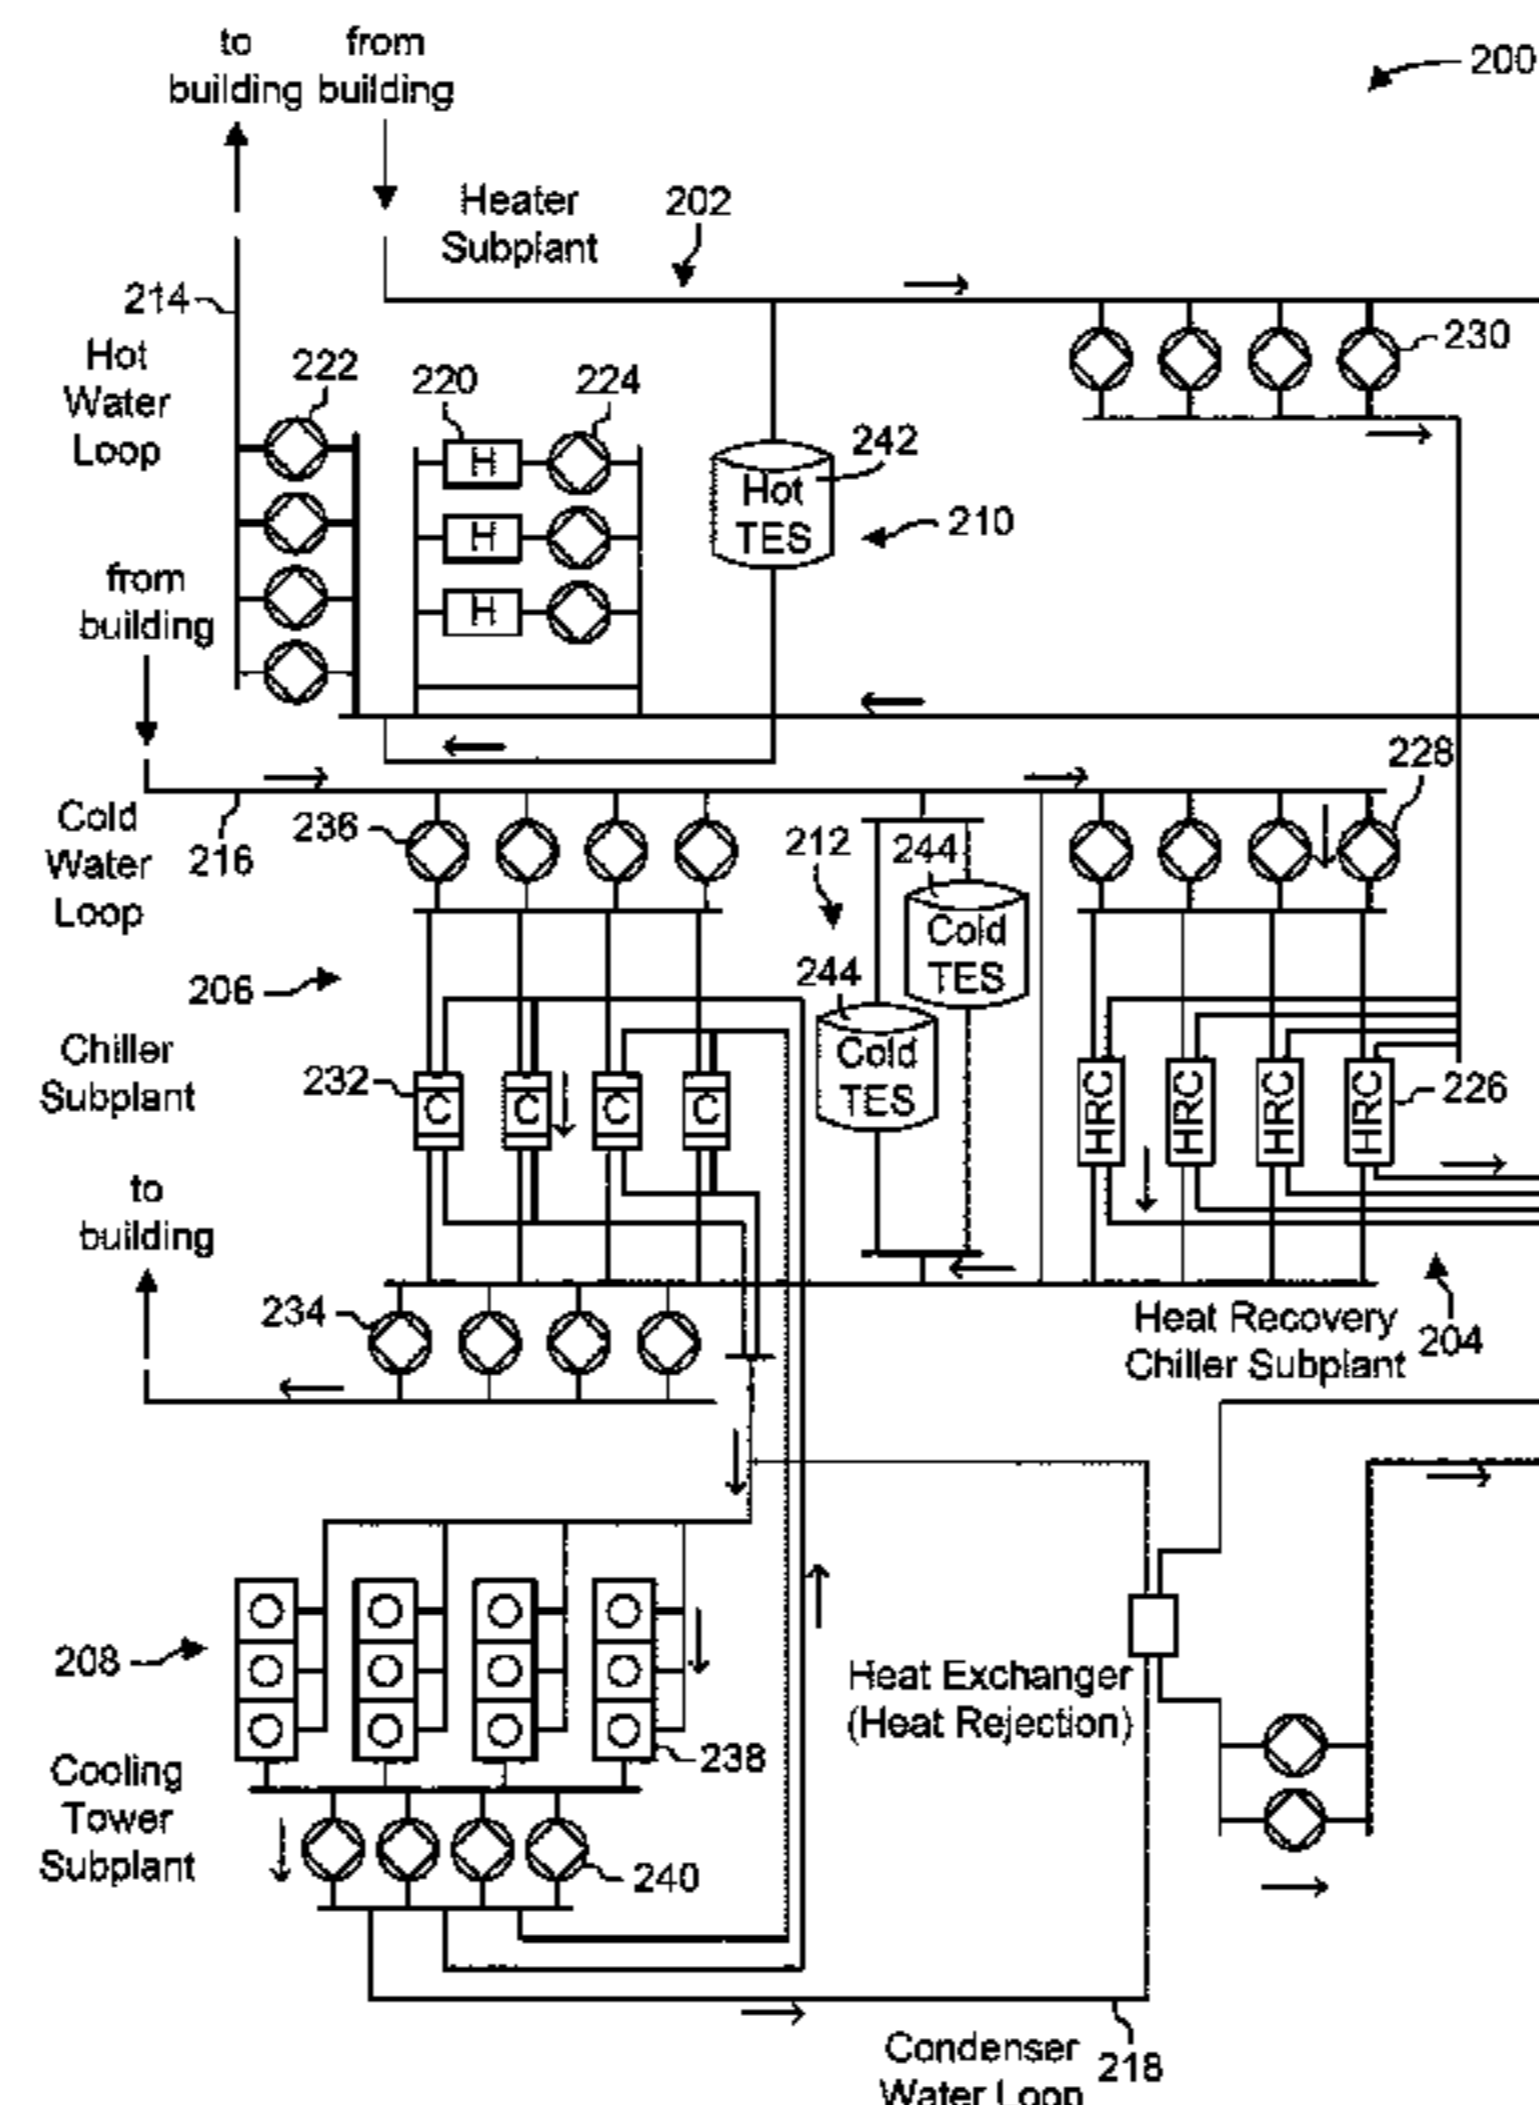 to from
building building
200
Heater
Subplant
202
214
Hot
Water
Loop
222
220
224
230
242
Hot
TES
210
H
H
H
from
building
228
Cold
Water
Loop
216
236
212
244
Cold
TES
244
Cold
TES
206
Chiller
Subplant
232
C
C
C
C
HRC
HRC
HRC
HRC
226
to
building
234
Heat Recovery
Chiller Subplant
204
208
Heat Exchanger
(Heat Rejection)
238
Cooling
Tower
Subplant
240
Condenser
Water Loop
218